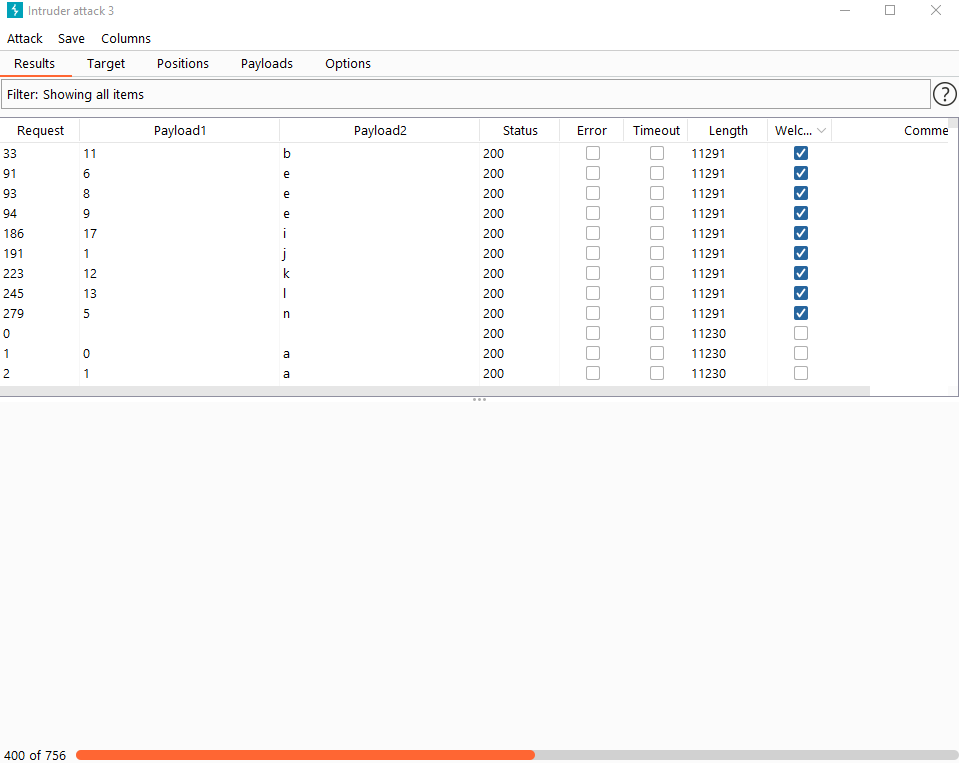 Intruder attack 3
Attack Save Columns
Results Target Positions Payloads Options
Filter: Showing all items ?
Request Payload1 Payload2 Status Error Timeout Length Welc... Comme
33 11 b 200 11291
91 6 e 200 11291
93 8 e 200 11291
94 9 e 200 11291
186 17 i 200 11291
191 1 j 200 11291
223 12 k 200 11291
245 13 l 200 11291
279 5 n 200 11291
0 200 11230
1 0 a 200 11230
2 1 a 200 11230
400 of 756